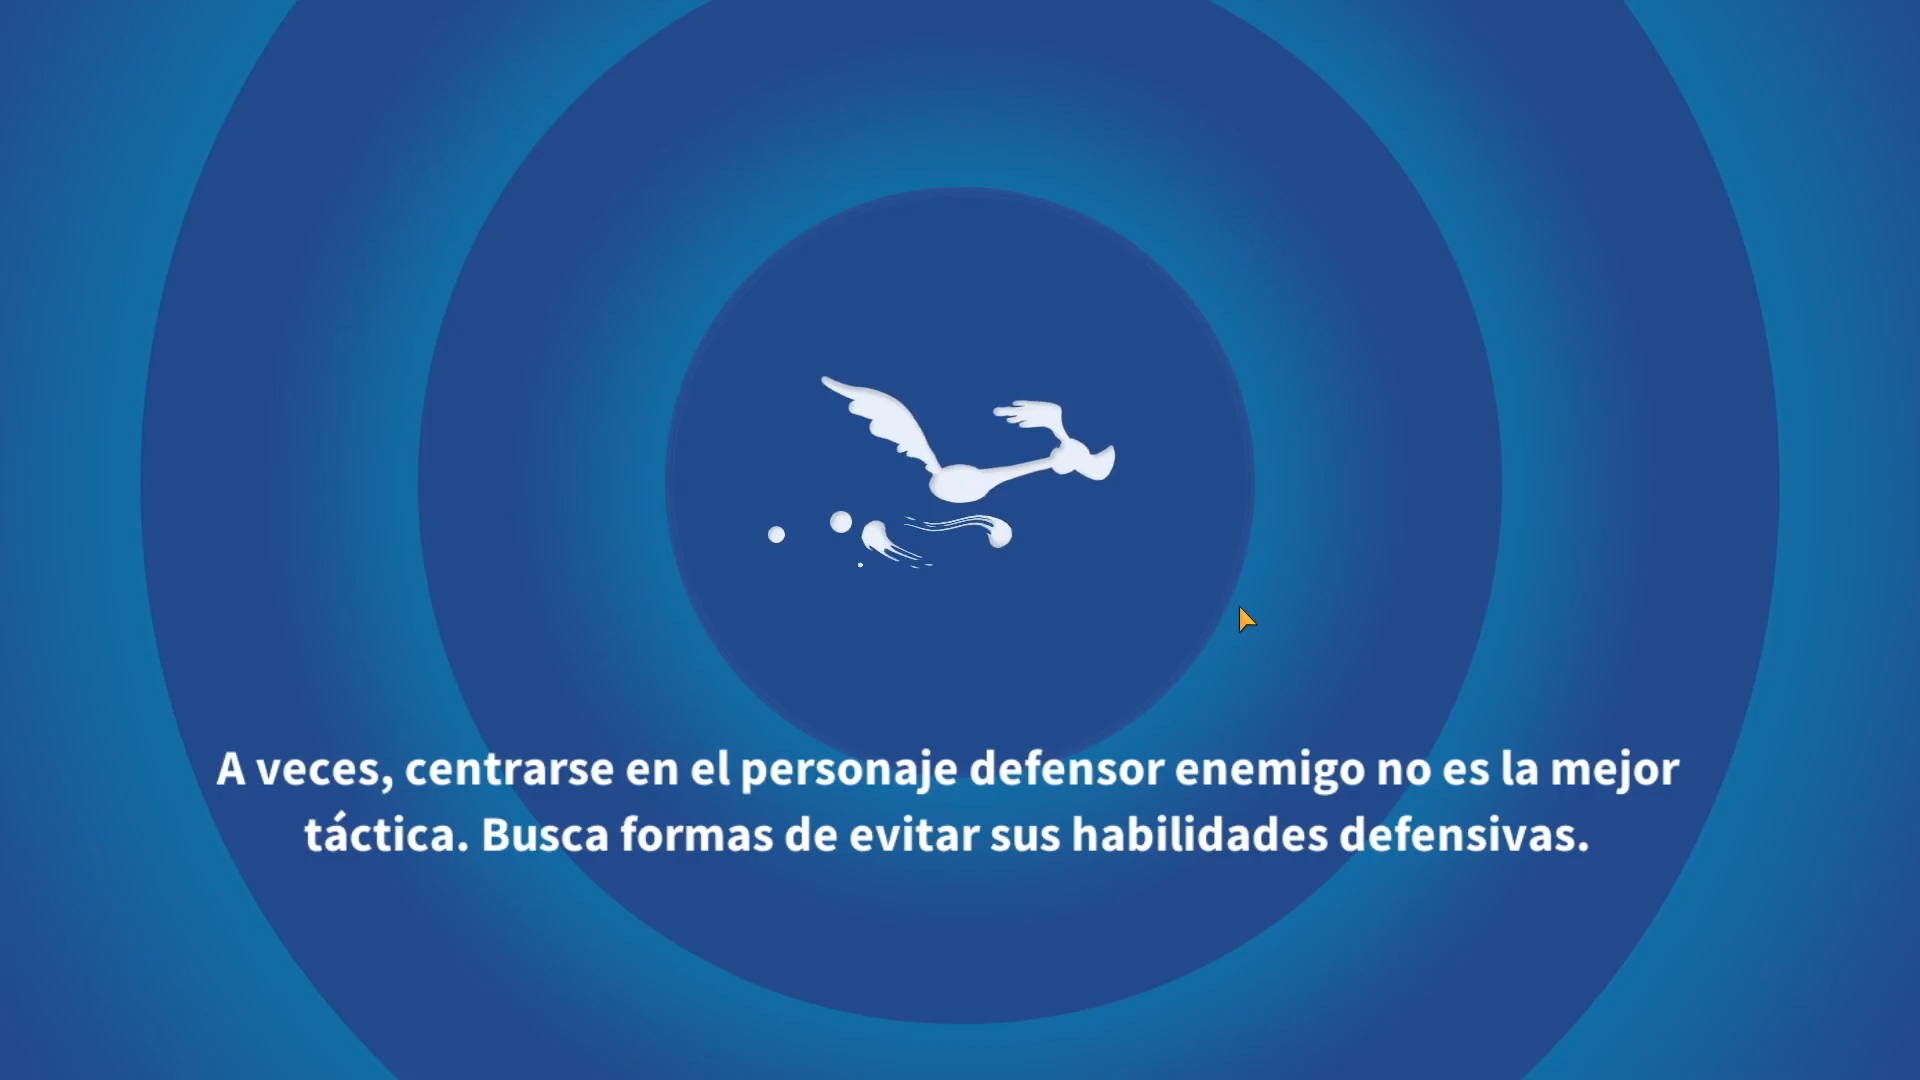 A veces, centrarse en el personaje defensor enemigo no es la mejor
táctica. Busca formas de evitar sus habilidades defensivas.